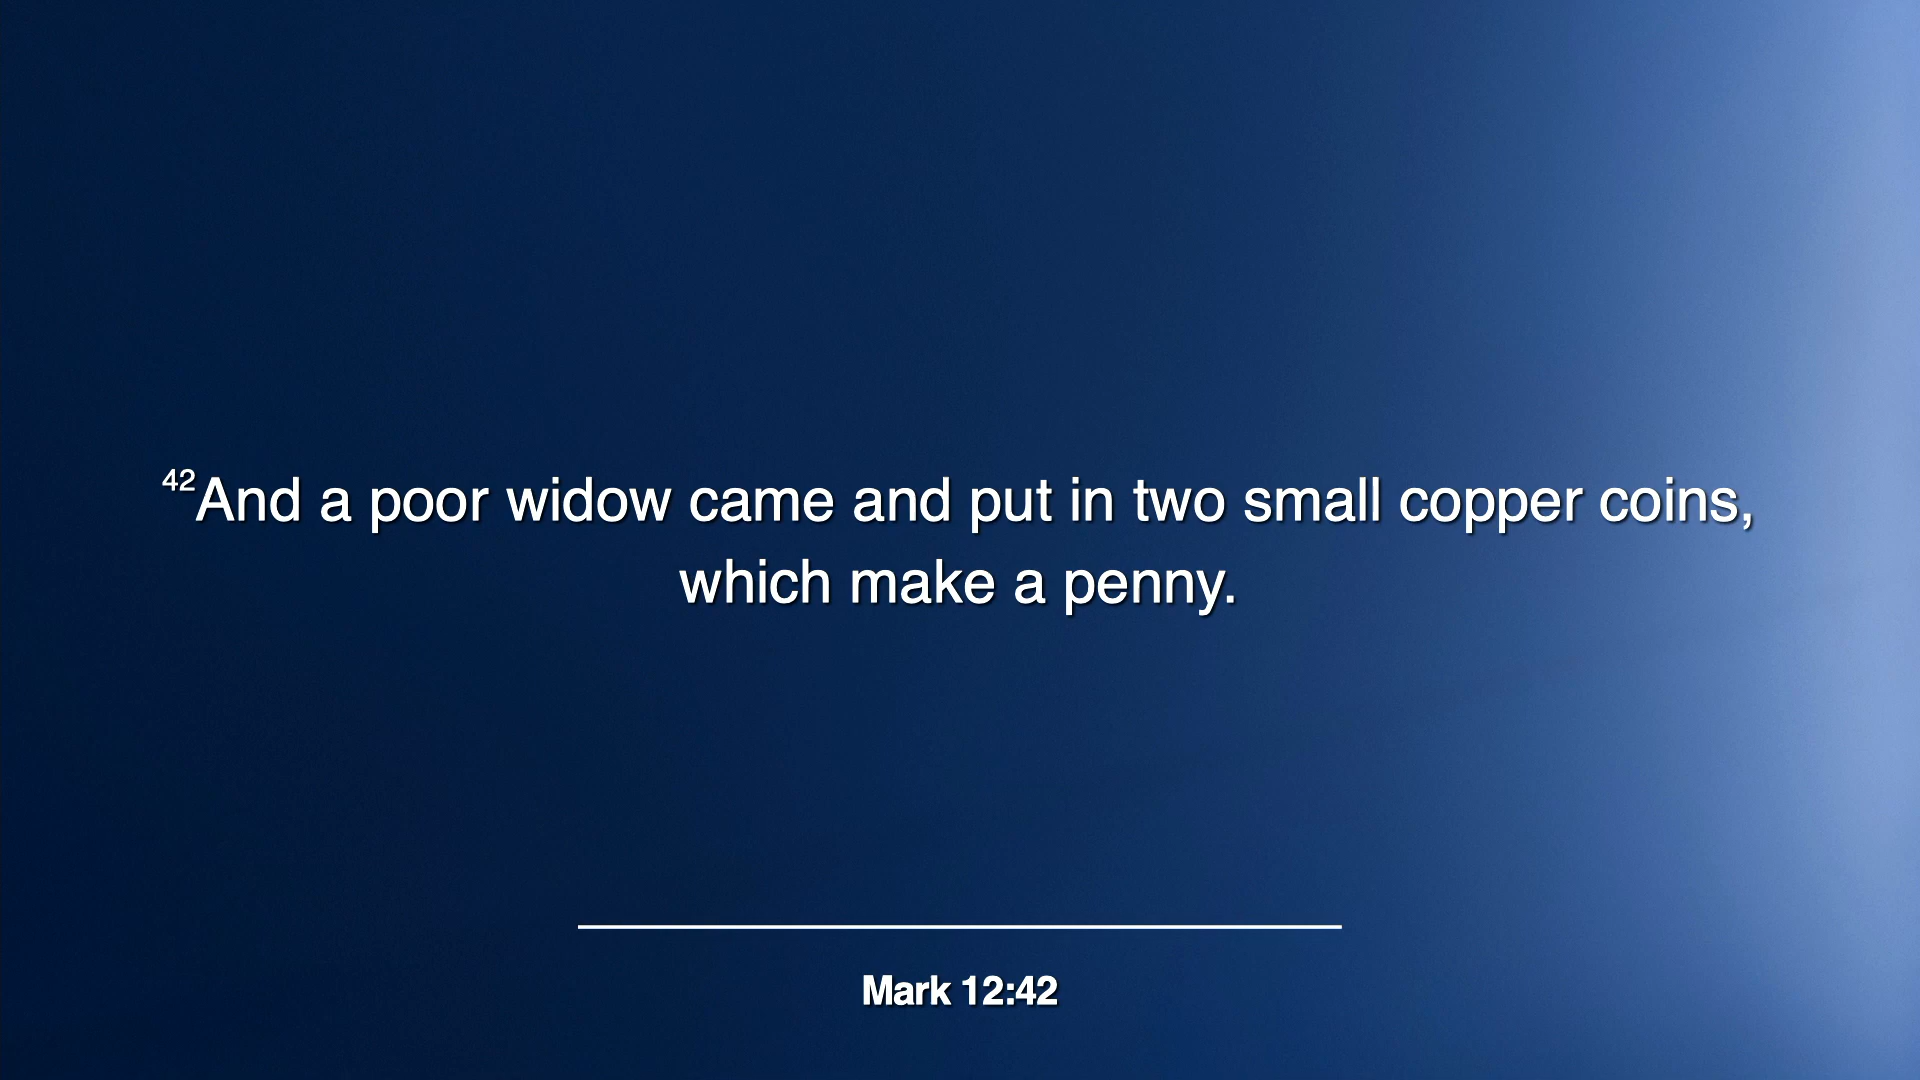 42And a poor widow came and put in two small copper coins,
which make a penny.
Mark 12:42